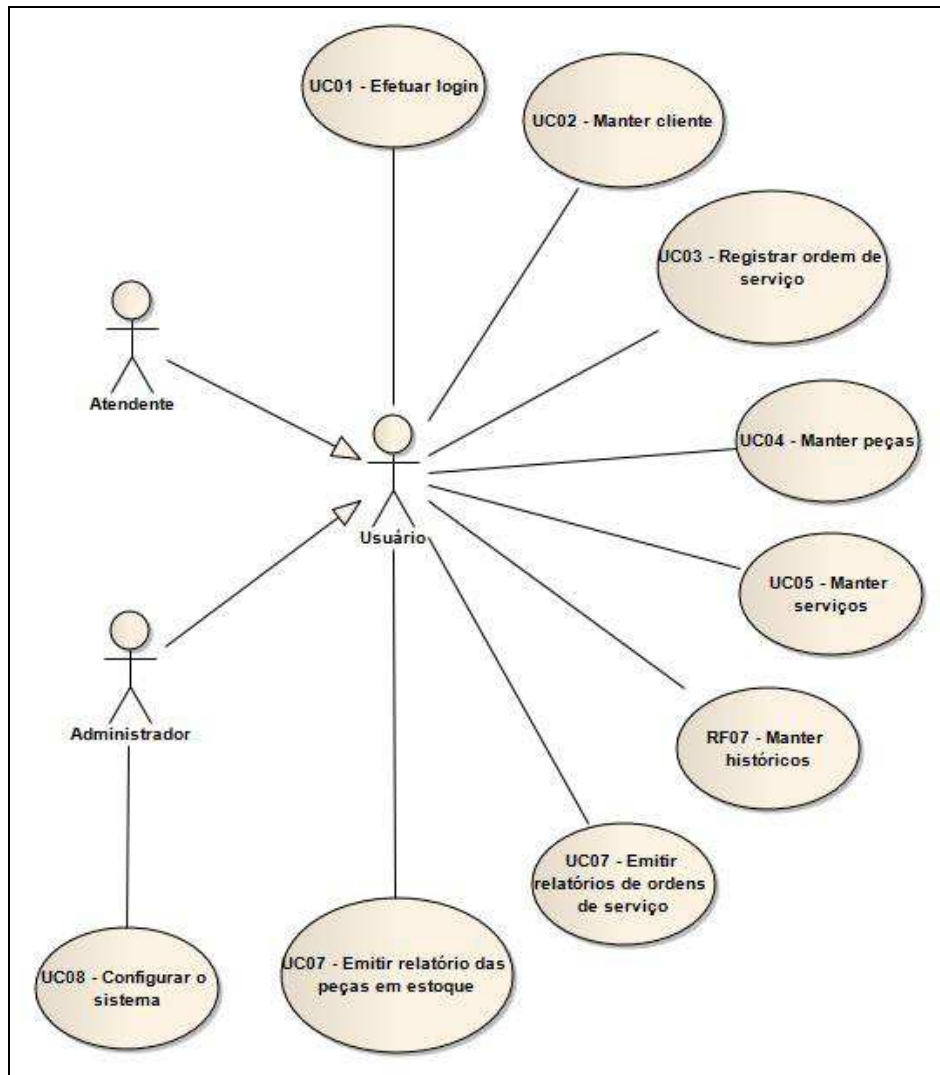 UC01 - Efetuar login
UC02 - Manter cliente
UC03 - Registrar ordem de
serviço
Atendente
UC04 - Manter peças
Usuário
UC05 - Manter
serviços
Administrador
RF07 - Manter
históricos
UC07 - Emitir
relatórios de ordens
de serviço
UC08 - Configurar o
sistema
UC07 - Emitir relatório das
peças em estoque